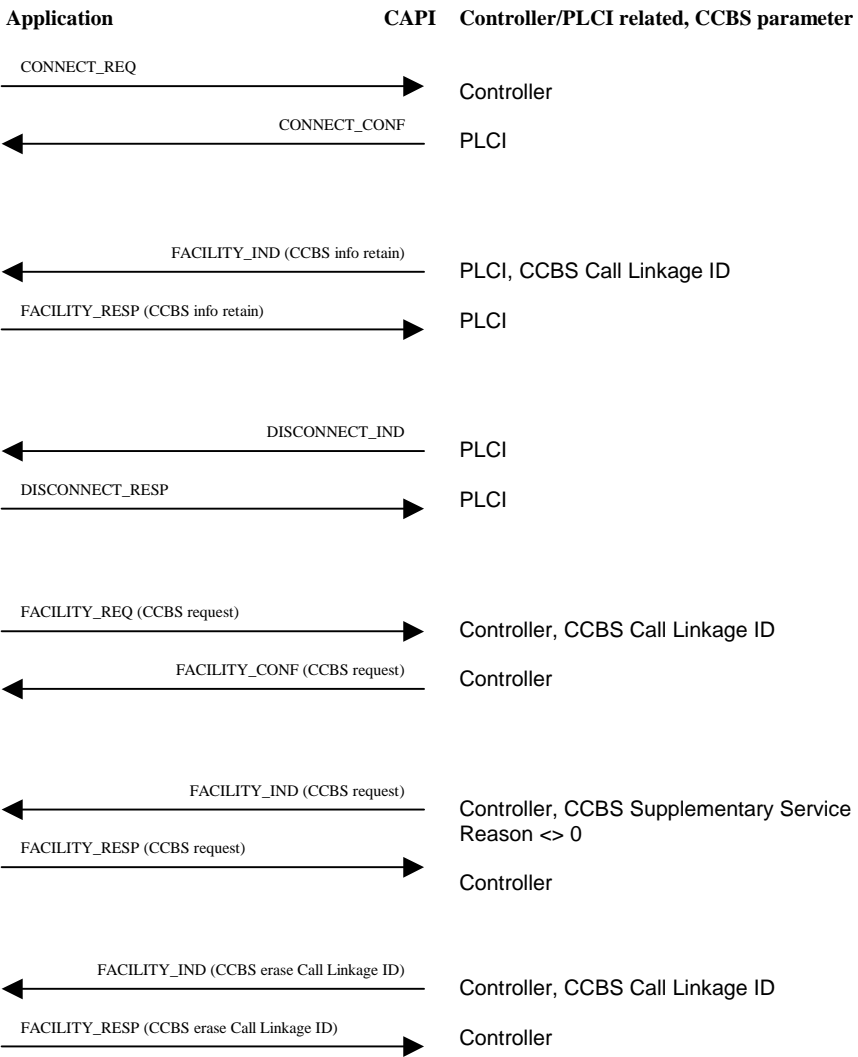 Application CAPI Controller/PLCI related, CCBS parameter
CONNECT_REQ
Controller
CONNECT_CONF
PLCI
FACILITY_IND (CCBS info retain)
PLCI, CCBS Call Linkage ID
FACILITY_RESP (CCBS info retain)
PLCI
DISCONNECT_IND
PLCI
DISCONNECT_RESP
PLCI
FACILITY_REQ (CCBS request)
Controller, CCBS Call Linkage ID
FACILITY_CONF (CCBS request)
Controller
FACILITY_IND (CCBS request)
Controller, CCBS Supplementary Service
Reason <> 0
FACILITY_RESP (CCBS request)
Controller
FACILITY_IND (CCBS erase Call Linkage ID)
Controller, CCBS Call Linkage ID
FACILITY_RESP (CCBS erase Call Linkage ID)
Controller